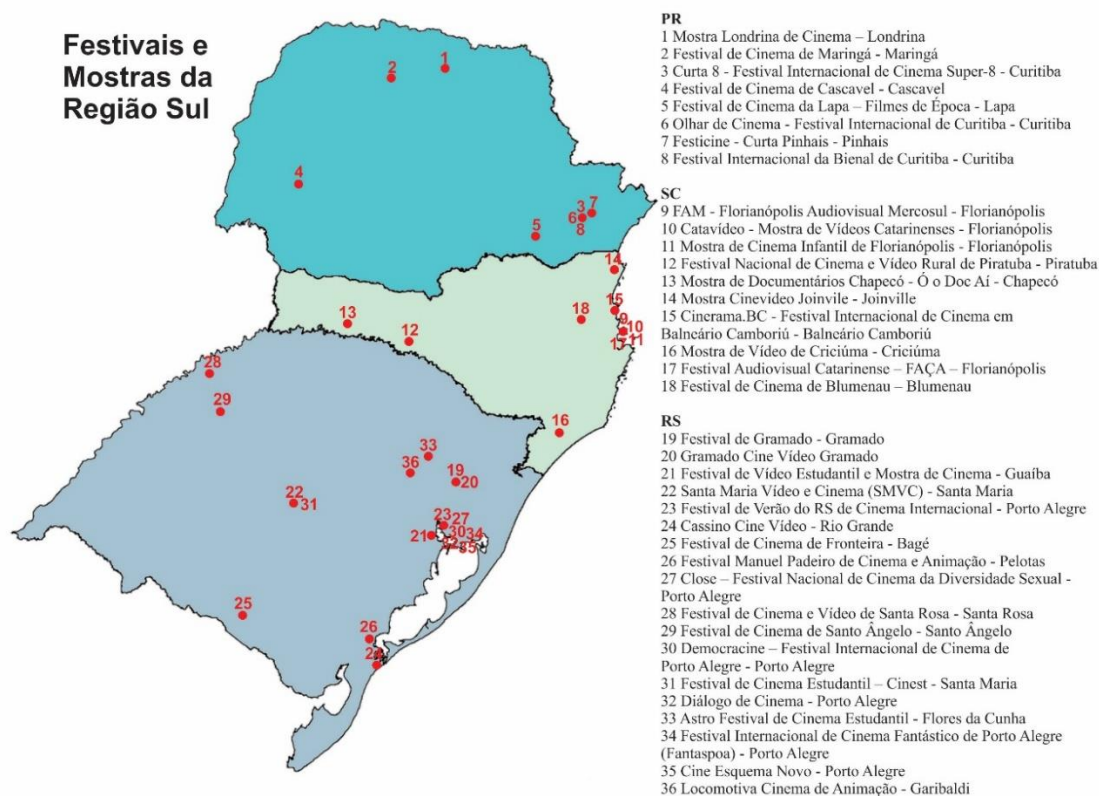 Festivais e
Mostras da
Região Sul
1
2
4
3
7
6
8
5
14
15
18
9
10
17
11
13
12
16
28
29
33
36
19
20
22
31
23
27
21
30
34
32
35
25
26
24
PR
1 Mostra Londrina de Cinema – Londrina
2 Festival de Cinema de Maringá - Maringá
3 Curta 8 - Festival Internacional de Cinema Super-8 - Curitiba
4 Festival de Cinema de Cascavel - Cascavel
5 Festival de Cinema da Lapa – Filmes de Época - Lapa
6 Olhar de Cinema - Festival Internacional de Curitiba - Curitiba
7 Festicine - Curta Pinhais - Pinhais
8 Festival Internacional da Bienal de Curitiba - Curitiba
SC
9 FAM - Florianópolis Audiovisual Mercosul - Florianópolis
10 Catavídeo - Mostra de Vídeos Catarinenses - Florianópolis
11 Mostra de Cinema Infantil de Florianópolis - Florianópolis
12 Festival Nacional de Cinema e Vídeo Rural de Piratuba - Piratuba
13 Mostra de Documentários Chapecó - Ó o Doc Aí - Chapecó
14 Mostra Cinevideo Joinvile - Joinville
15 Cinerama.BC - Festival Internacional de Cinema em
Balneário Camboriú - Balneário Camboriú
16 Mostra de Vídeo de Criciúma - Criciúma
17 Festival Audiovisual Catarinense – FAÇA – Florianópolis
18 Festival de Cinema de Blumenau – Blumenau
RS
19 Festival de Gramado - Gramado
20 Gramado Cine Vídeo Gramado
21 Festival de Vídeo Estudantil e Mostra de Cinema - Guaíba
22 Santa Maria Vídeo e Cinema (SMVC) - Santa Maria
23 Festival de Verão do RS de Cinema Internacional - Porto Alegre
24 Cassino Cine Vídeo - Rio Grande
25 Festival de Cinema de Fronteira - Bagé
26 Festival Manuel Padeiro de Cinema e Animação - Pelotas
27 Close – Festival Nacional de Cinema da Diversidade Sexual -
Porto Alegre
28 Festival de Cinema e Vídeo de Santa Rosa - Santa Rosa
29 Festival de Cinema de Santo Ângelo - Santo Ângelo
30 Democracine – Festival Internacional de Cinema de
Porto Alegre - Porto Alegre
31 Festival de Cinema Estudantil – Cinest - Santa Maria
32 Diálogo de Cinema - Porto Alegre
33 Astro Festival de Cinema Estudantil - Flores da Cunha
34 Festival Internacional de Cinema Fantástico de Porto Alegre
(Fantaspoa) - Porto Alegre
35 Cine Esquema Novo - Porto Alegre
36 Locomotiva Cinema de Animação - Garibaldi